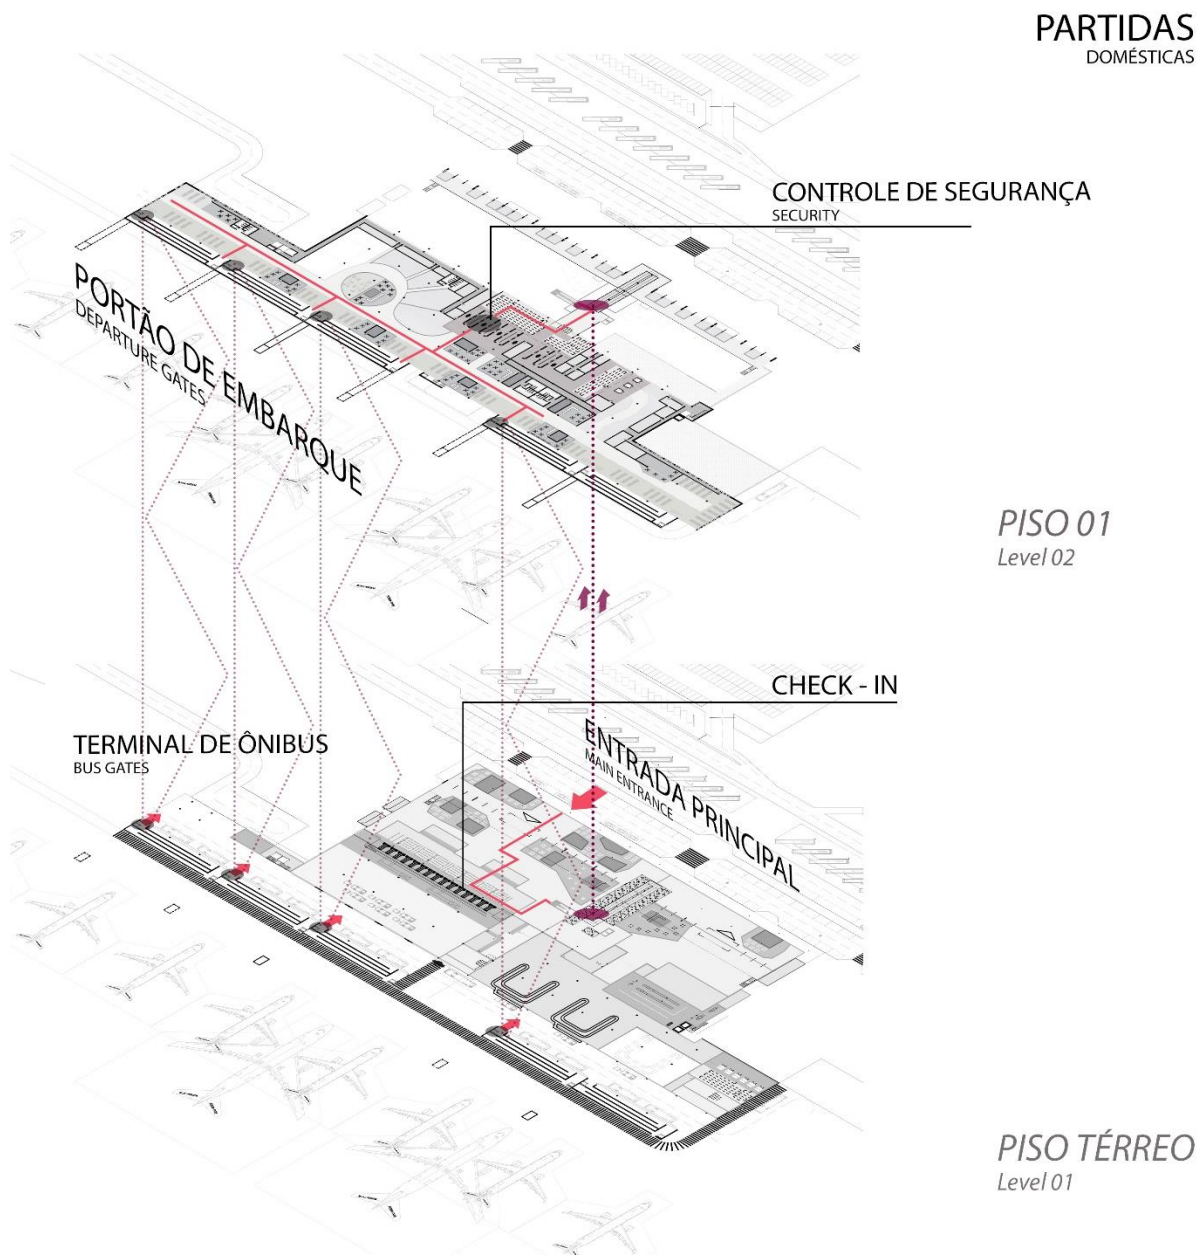 PARTIDAS
DOMÉSTICAS
CONTROLE DE SEGURANÇA
SECURITY
PORTÃO DE EMBARQUE
DEPARTURE GATES
PISO 01
Level 02
CHECK - IN
TERMINAL DE ÔNIBUS
BUS GATES
ENTRADA PRINCIPAL
MAIN ENTRANCE
PISO TÉRREO
Level 01